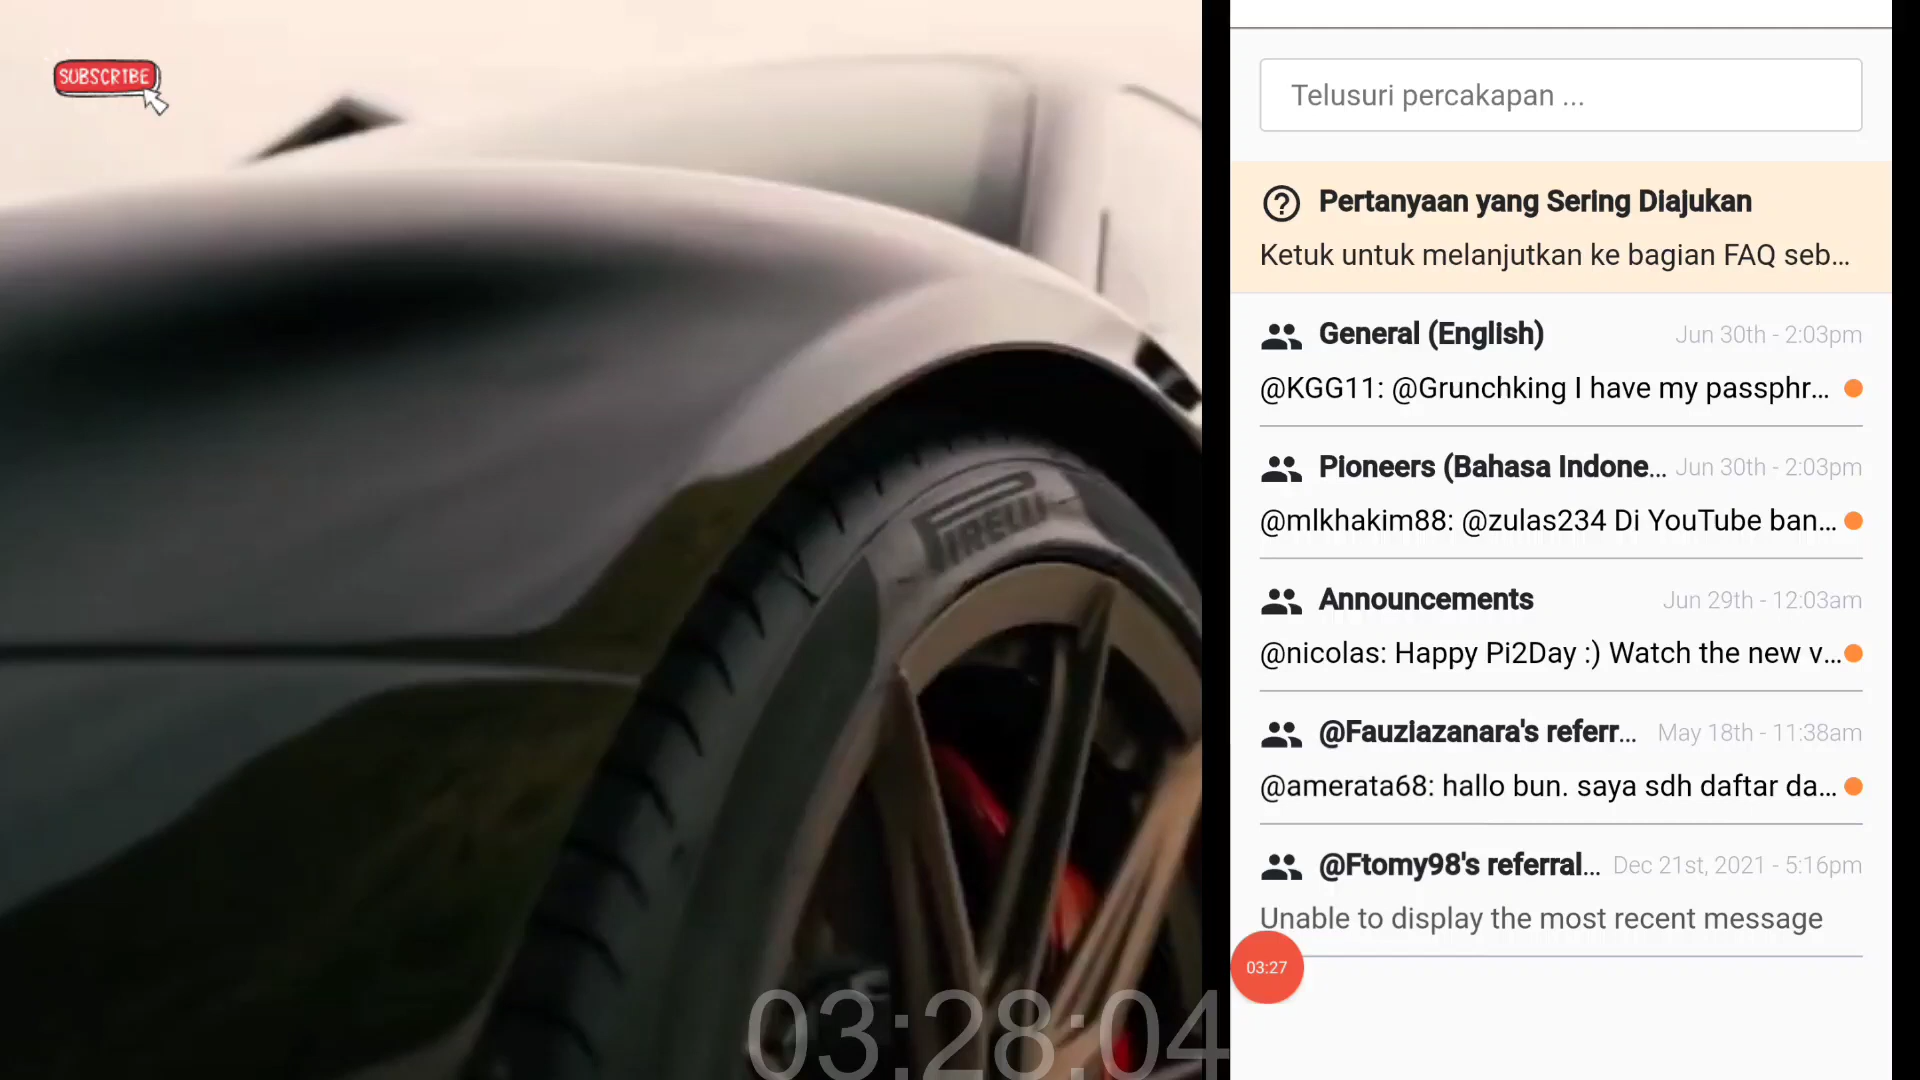 SUBSCRIBE
PIRELLI
03:28:04
Telusuri percakapan ...
Pertanyaan yang Sering Diajukan
Ketuk untuk melanjutkan ke bagian FAQ seb...
General (English) Jun 30th - 2:03pm
@KGG11: @Grunchking I have my passphr...
Pioneers (Bahasa Indone... Jun 30th - 2:03pm
@mlkhakim88: @zulas234 Di YouTube ban...
Announcements Jun 29th - 12:03am
@nicolas: Happy Pi2Day :) Watch the new v...
@Fauziazanara's referr... May 18th - 11:38am
@amerata68: hallo bun. saya sdh daftar da...
@Ftomy98's referral... Dec 21st, 2021 - 5:16pm
Unable to display the most recent message
03:27